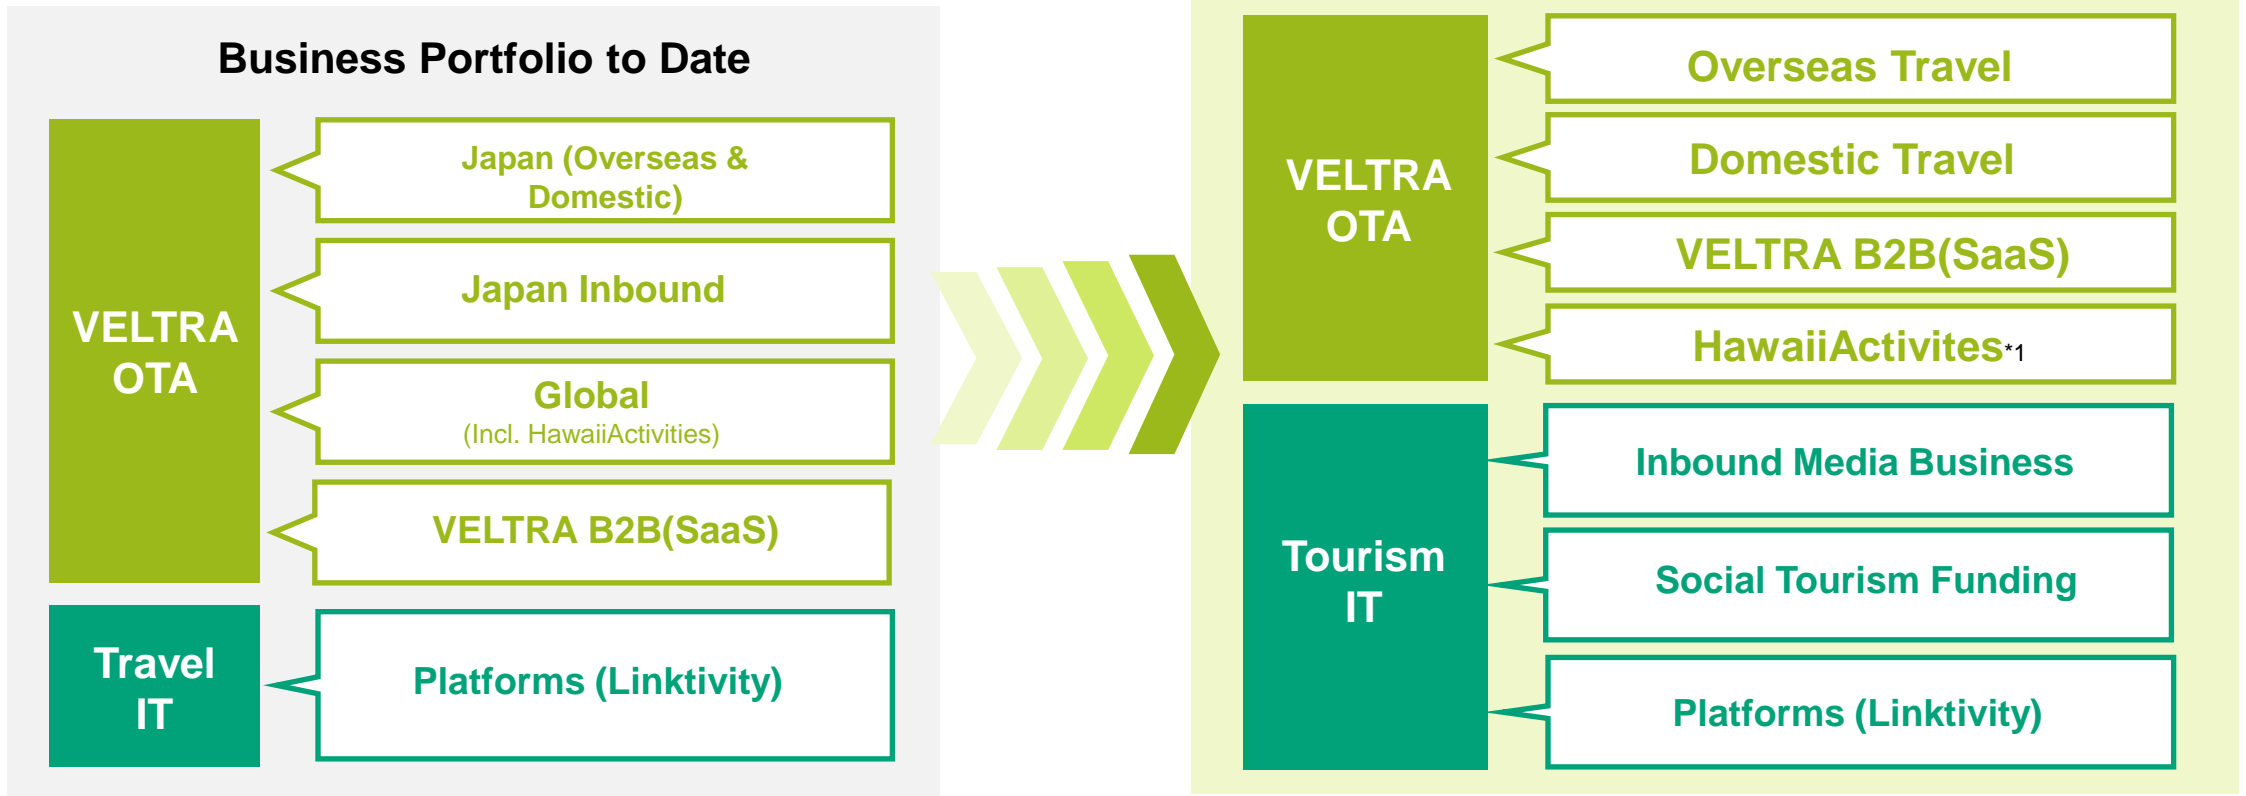 Business Portfolio to Date
VELTRA
OTA
Japan (Overseas &
Domestic)
Japan Inbound
Global
(Incl. HawaiiActivities)
VELTRA B2B(SaaS)
Travel
IT
Platforms (Linktivity)
VELTRA
OTA
Overseas Travel
Domestic Travel
VELTRA B2B(SaaS)
HawaiiActivites*1
Tourism
IT
Inbound Media Business
Social Tourism Funding
Platforms (Linktivity)